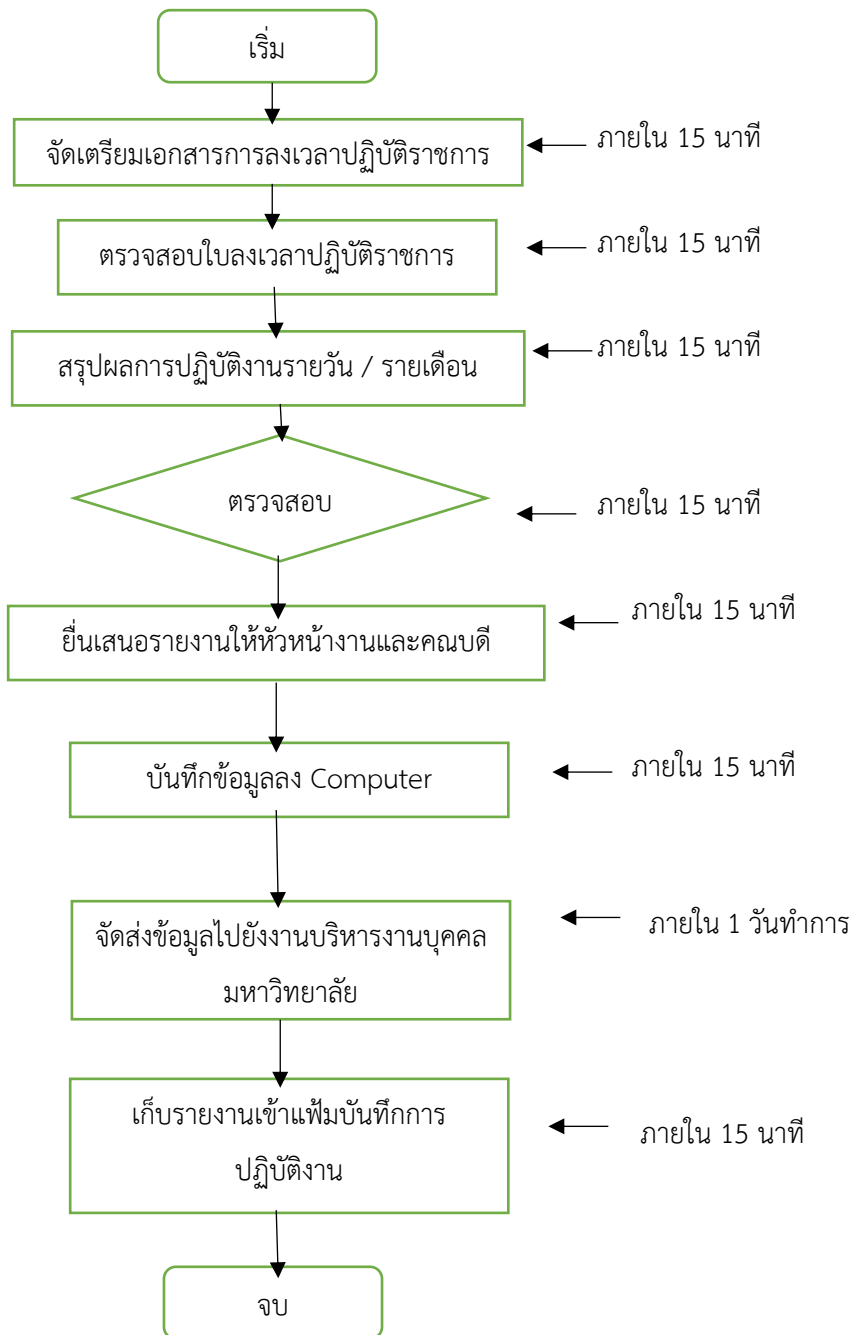 เริ่ม
จัดเตรียมเอกสารการลงเวลาปฏิบัติราชการ
ภายใน 15 นาที
ตรวจสอบใบลงเวลาปฏิบัติราชการ
ภายใน 15 นาที
สรุปผลการปฏิบัติงานรายวัน / รายเดือน
ภายใน 15 นาที
ตรวจสอบ
ภายใน 15 นาที
ยื่นเสนอรายงานให้หัวหน้างานและคณบดี
ภายใน 15 นาที
บันทึกข้อมูลลง Computer
ภายใน 15 นาที
จัดส่งข้อมูลไปยังงานบริหารงานบุคคล
มหาวิทยาลัย
ภายใน 1 วันทำการ
เก็บรายงานเข้าแฟ้มบันทึกการ
ปฏิบัติงาน
ภายใน 15 นาที
จบ